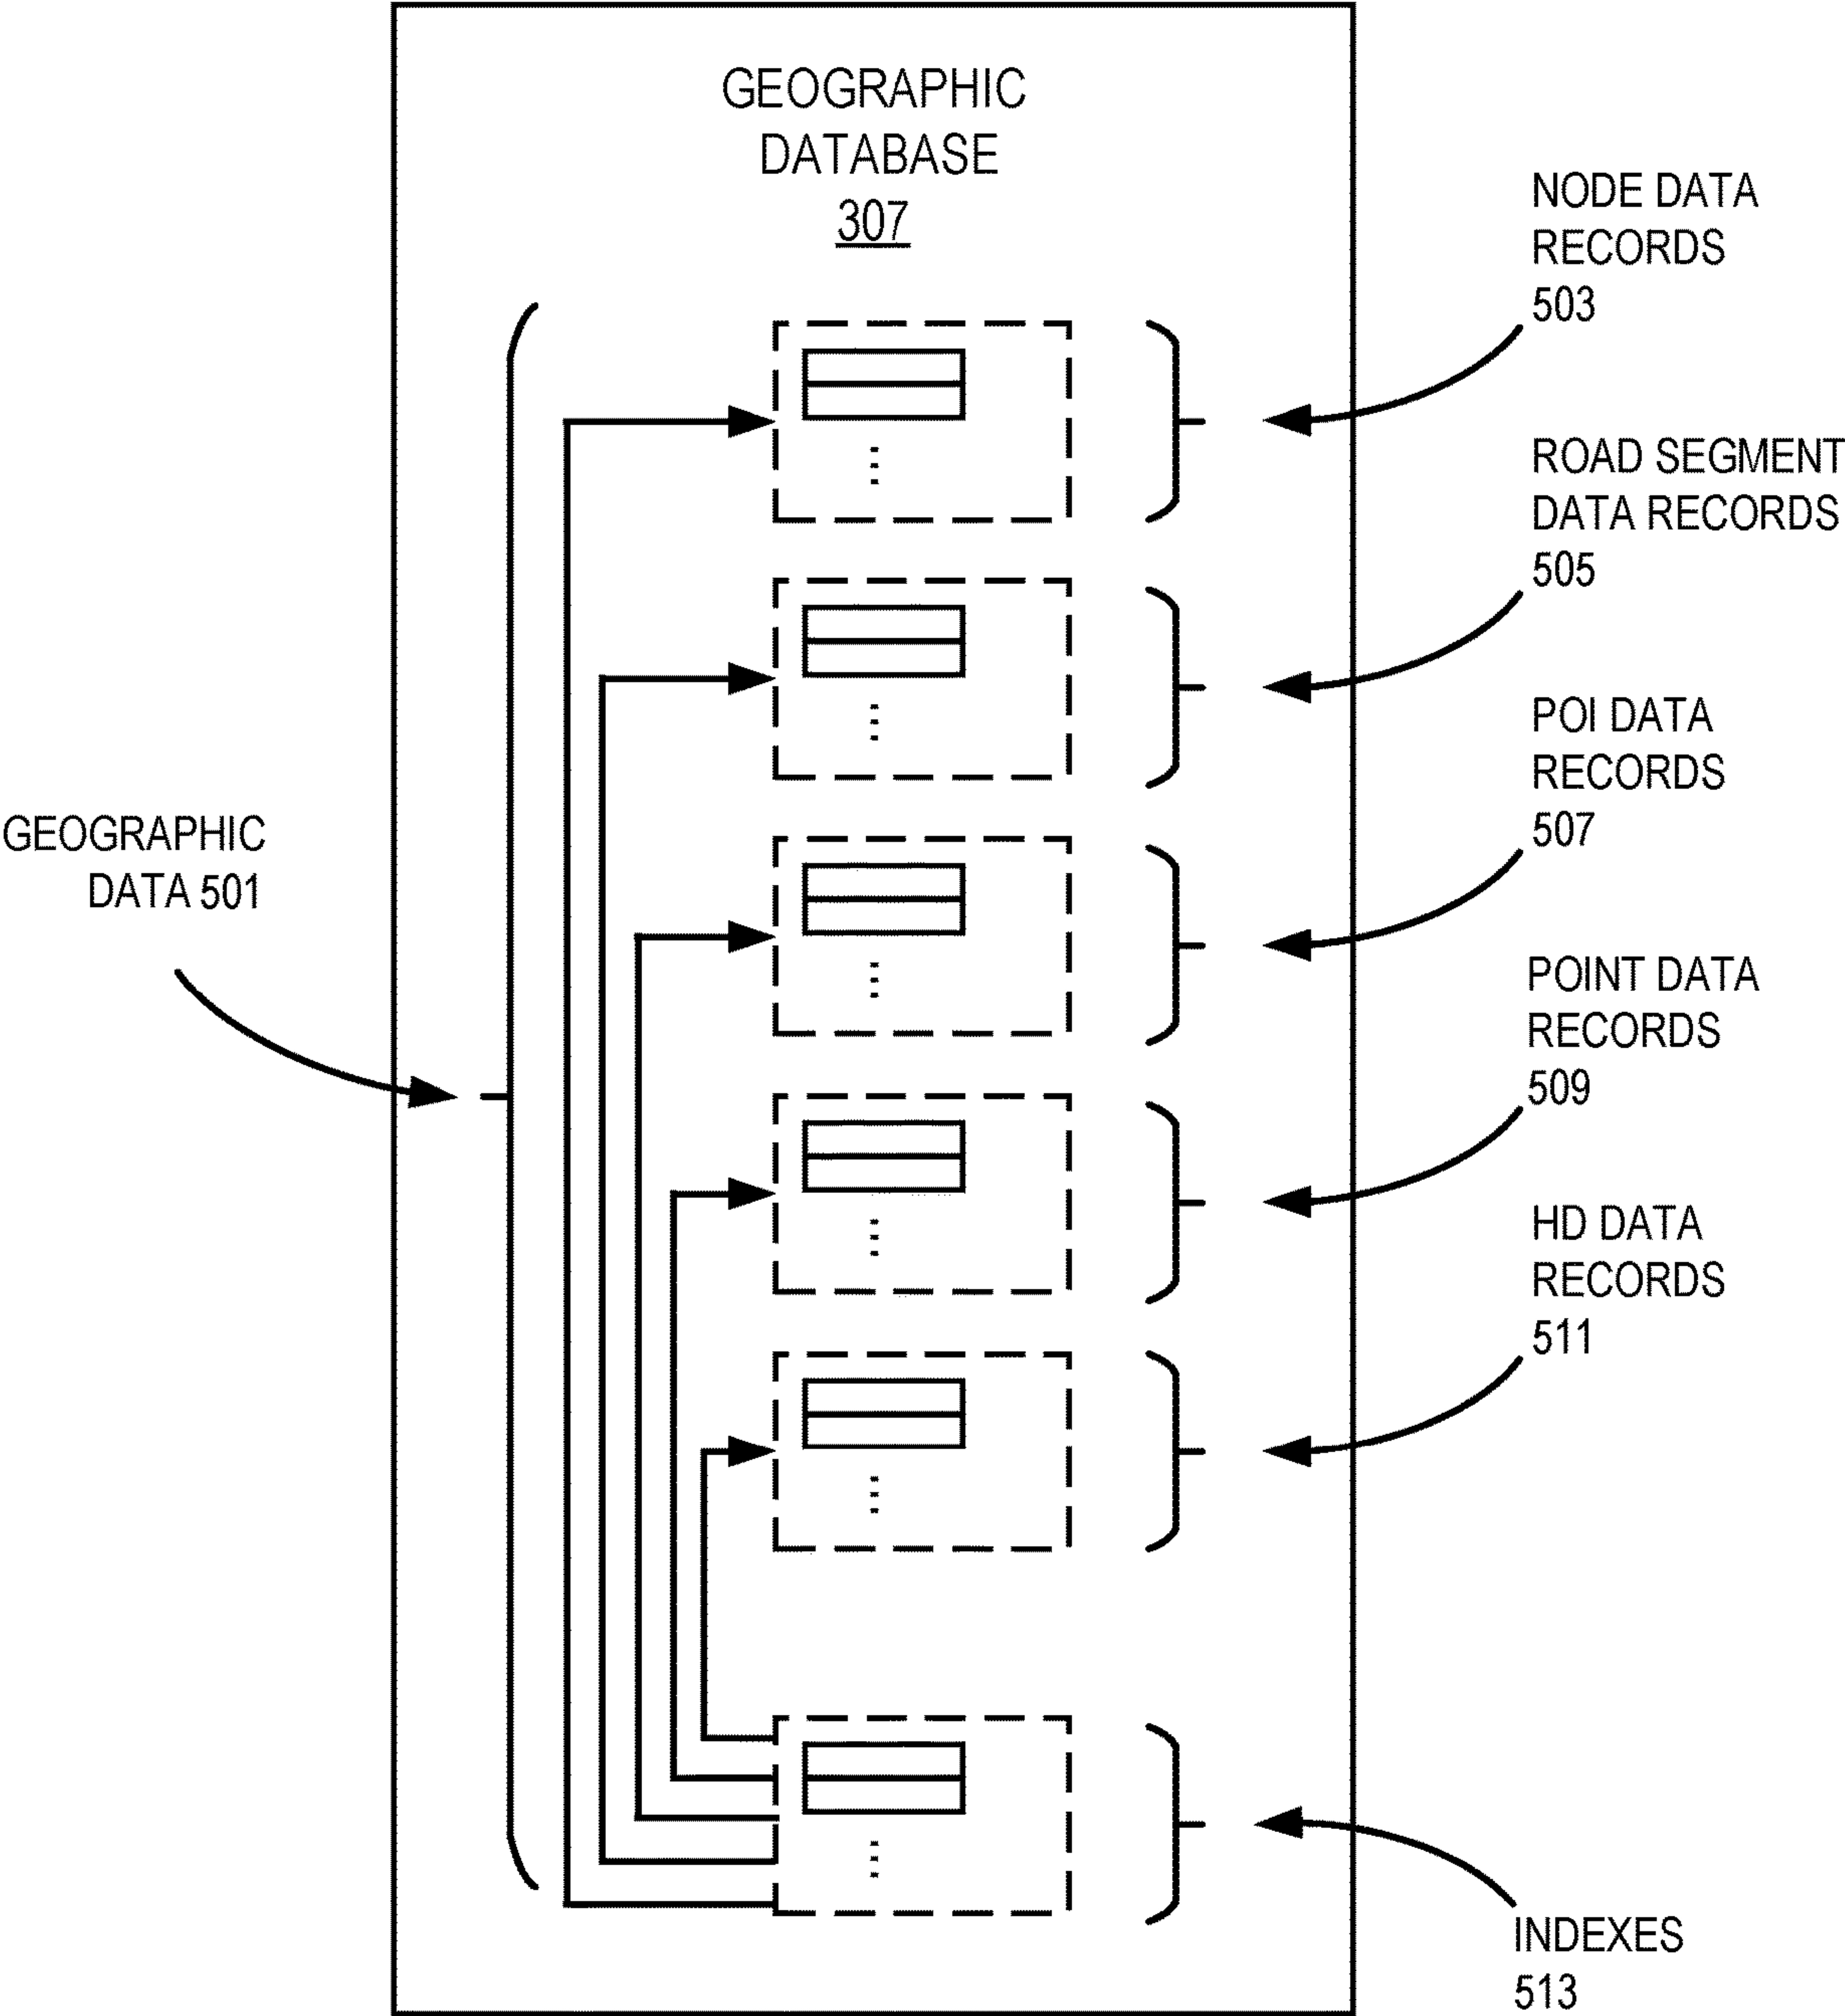 GEOGRAPHIC
DATABASE
307
NODE DATA
RECORDS
503
ROAD SEGMENT
DATA RECORDS
505
POI DATA
RECORDS
507
GEOGRAPHIC
DATA 501
POINT DATA
RECORDS
509
HD DATA
RECORDS
511
INDEXES
513